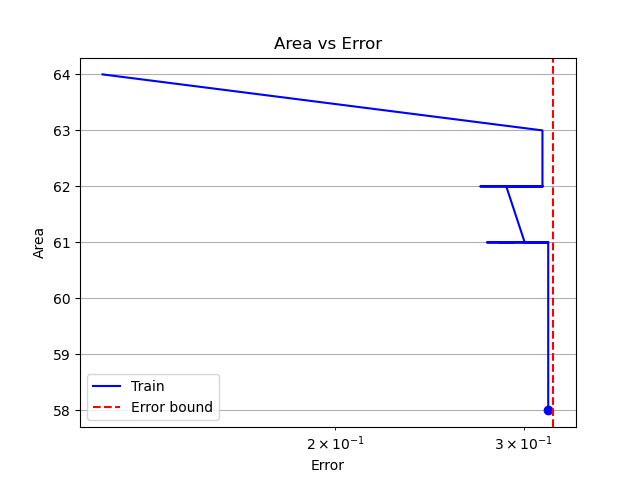 Area vs Error
64
63
62
61
60
59
58
Area
Train
Error bound
2 × 10⁻¹
3 × 10⁻¹
Error